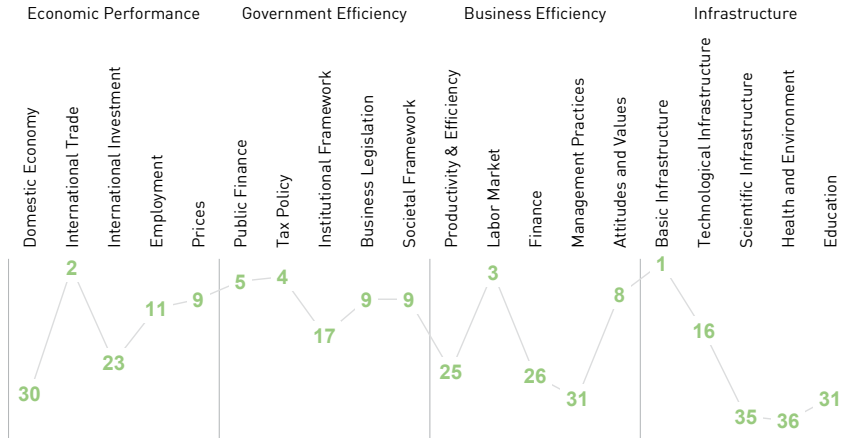 Economic Performance
Government Efficiency
Business Efficiency
Infrastructure
Domestic Economy
International Trade
International Investment
Employment
Prices
Public Finance
Tax Policy
Institutional Framework
Business Legislation
Societal Framework
Productivity & Efficiency
Labor Market
Finance
Management Practices
Attitudes and Values
Basic Infrastructure
Technological Infrastructure
Scientific Infrastructure
Health and Environment
Education
30
2
23
11
9
5
4
17
9
9
25
3
26
31
8
1
16
35
36
31